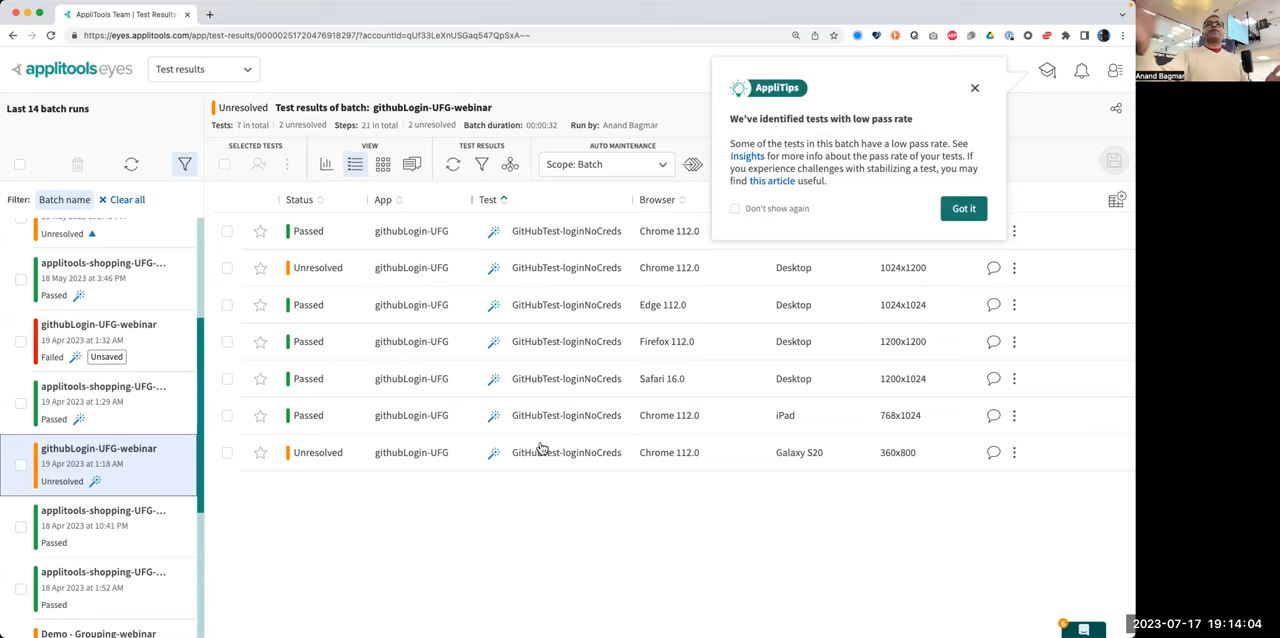 AppliTools Team | Test Results
https://eyes.applitools.com/app/test-results/00000251720476918297/?accountId=qUf33LeXnUSGaq547QpSxA~~
Anand Bagmar
applitools eyes
Test results
AppliTips
We've identified tests with low pass rate
Some of the tests in this batch have a low pass rate. See
Insights for more info about the pass rate of your tests. If
you experience challenges with stabilizing a test, you may
find this article useful.
Don't show again
Got it
Last 14 batch runs
Unresolved Test results of batch: githubLogin-UFG-webinar
Tests: 7 in total 2 unresolved Steps: 21 in total 2 unresolved Batch duration: 00:00:32 Run by: Anand Bagmar
SELECTED TESTS VIEW TEST RESULTS AUTO MAINTENANCE
Scope: Batch
Filter: Batch name Clear all
Status App Test Browser
Passed githubLogin-UFG GitHubTest-loginNoCreds Chrome 112.0
Unresolved githubLogin-UFG GitHubTest-loginNoCreds Chrome 112.0 Desktop 1024x1200
Passed githubLogin-UFG GitHubTest-loginNoCreds Edge 112.0 Desktop 1024x1024
Passed githubLogin-UFG GitHubTest-loginNoCreds Firefox 112.0 Desktop 1200x1200
Passed githubLogin-UFG GitHubTest-loginNoCreds Safari 16.0 Desktop 1200x1024
Passed githubLogin-UFG GitHubTest-loginNoCreds Chrome 112.0 iPad 768x1024
Unresolved githubLogin-UFG GitHubTest-loginNoCreds Chrome 112.0 Galaxy S20 360x800
Unresolved
applitools-shopping-UFG-...
18 May 2023 at 3:46 PM
Passed
githubLogin-UFG-webinar
19 Apr 2023 at 1:32 AM
Failed Unsaved
applitools-shopping-UFG-...
19 Apr 2023 at 1:29 AM
Passed
githubLogin-UFG-webinar
19 Apr 2023 at 1:18 AM
Unresolved
applitools-shopping-UFG-...
18 Apr 2023 at 10:41 PM
Passed
applitools-shopping-UFG-...
18 Apr 2023 at 1:52 AM
Passed
Demo - Grouping-webinar
6
2023-07-17 19:14:04